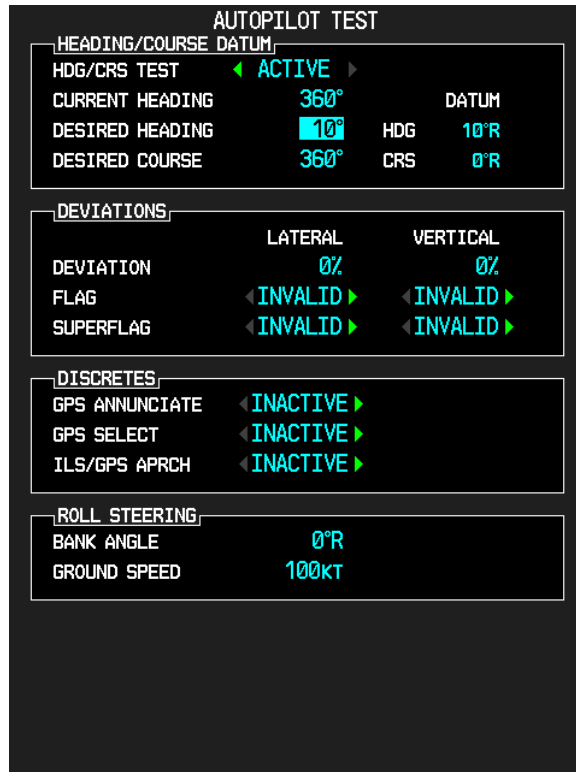 AUTOPILOT TEST
HEADING/COURSE DATUM
HDG/CRS TEST ACTIVE
CURRENT HEADING 360° DATUM
DESIRED HEADING 10° HDG 10°R
DESIRED COURSE 360° CRS 0°R
DEVIATIONS
LATERAL VERTICAL
DEVIATION 0% 0%
FLAG INVALID INVALID
SUPERFLAG INVALID INVALID
DISCRETES
GPS ANNUNCIATE INACTIVE
GPS SELECT INACTIVE
ILS/GPS APRCH INACTIVE
ROLL STEERING
BANK ANGLE 0°R
GROUND SPEED 100KT